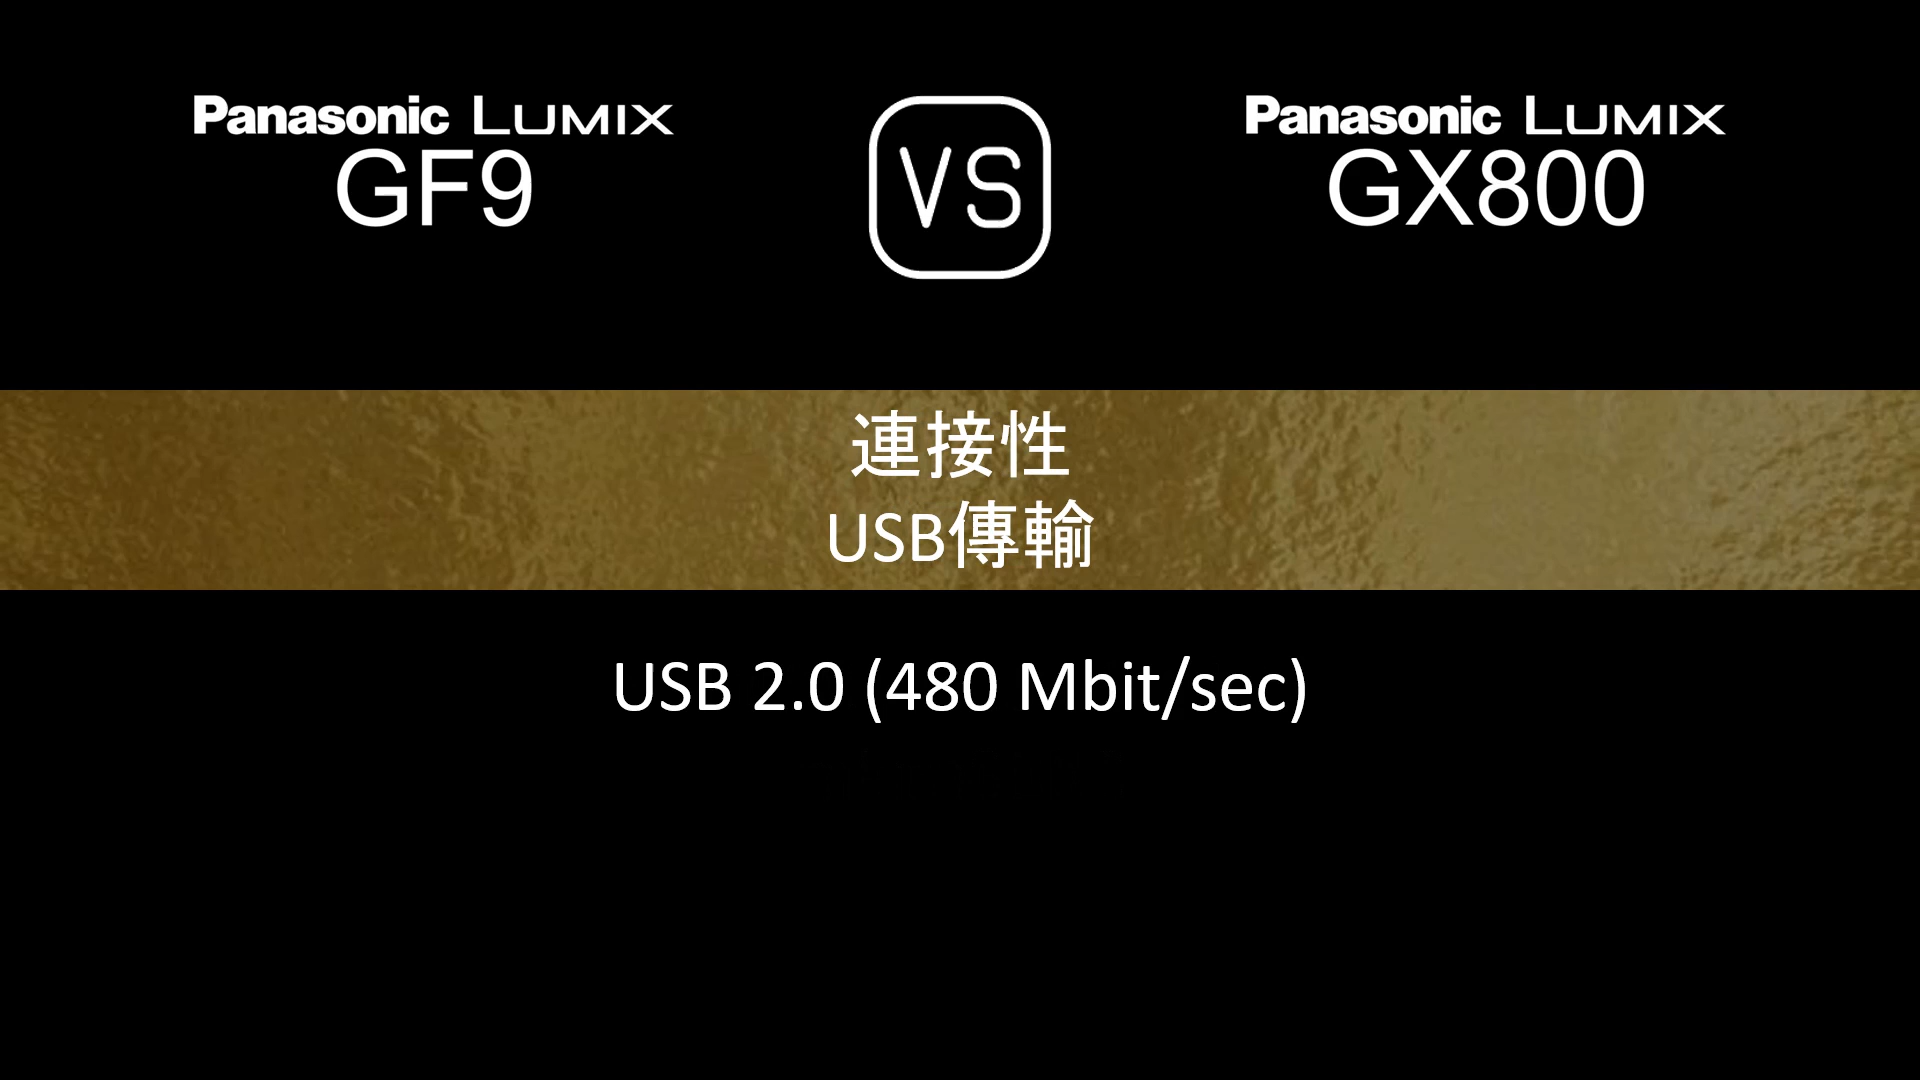 Panasonic LUMIX
GF9
VS
Panasonic LUMIX
GX800
連接性
USB傳輸
USB 2.0 (480 Mbit/sec)